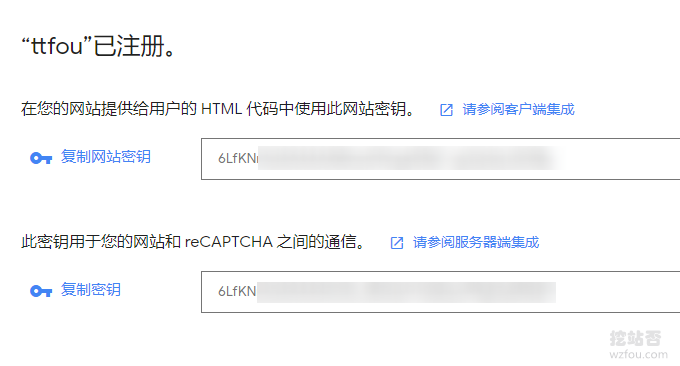 “ttfou”已注册。
在您的网站提供给用户的 HTML 代码中使用此网站密钥。 请参阅客户端集成
复制网站密钥 6LfKN
此密钥用于您的网站和 reCAPTCHA 之间的通信。 请参阅服务器端集成
复制密钥 6LfKN
挖站否
wzfou.com